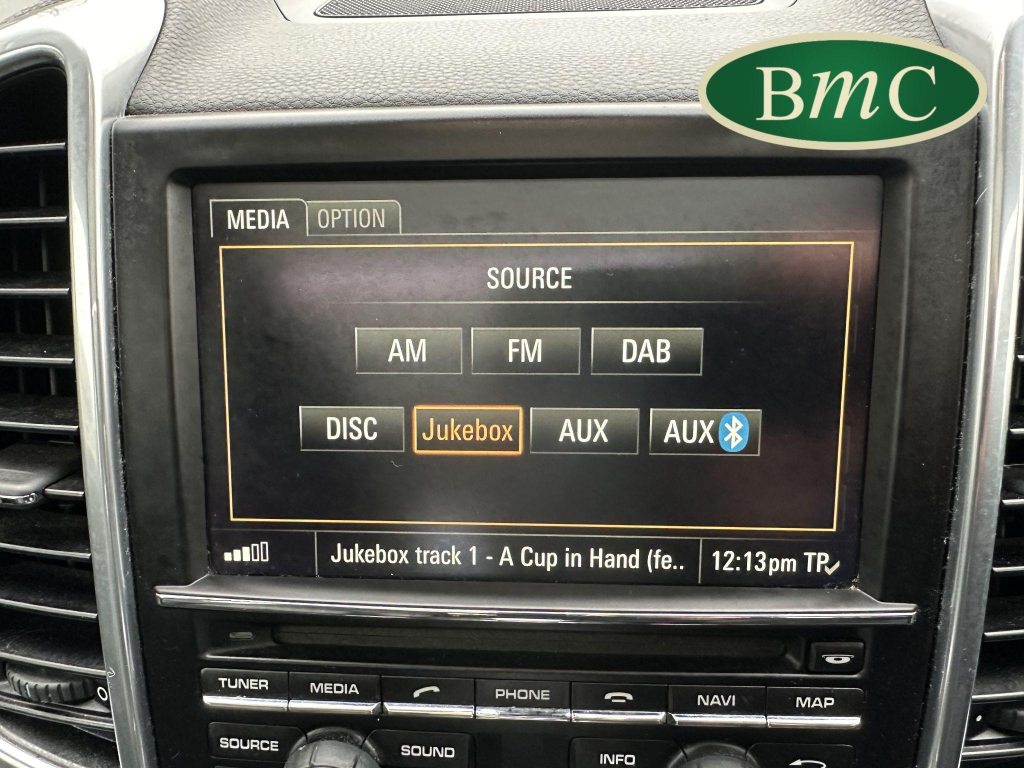 BmC
MEDIA OPTION
SOURCE
AM FM DAB
DISC Jukebox AUX AUX
Jukebox track 1 - A Cup in Hand (fe.. 12:13pm TP
TUNER MEDIA PHONE NAVI MAP
SOURCE SOUND INFO